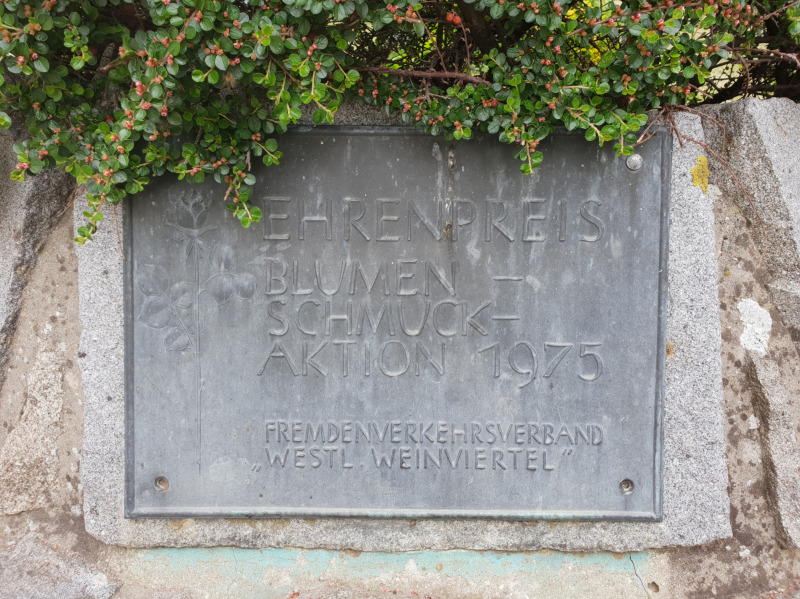 EHRENPREIS
BLUMEN –
SCHMUCK –
AKTION 1975
FREMDENVERKEHRSVERBAND
„WESTL. WEINVIERTEL"